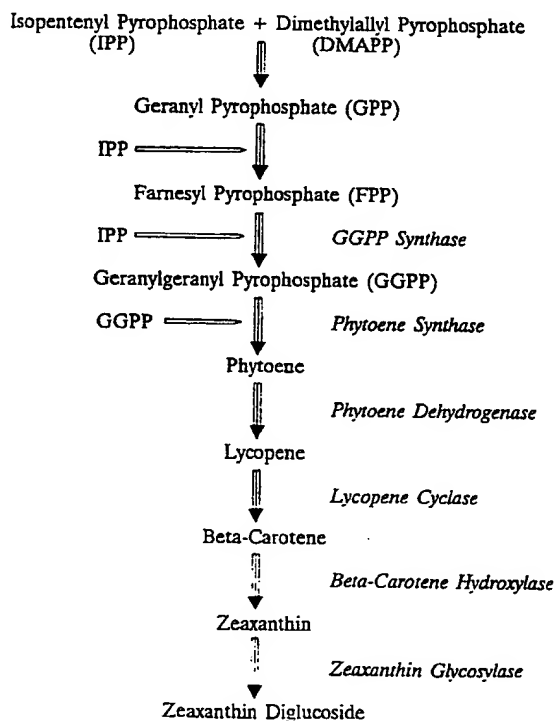 Isopentenyl Pyrophosphate + Dimethylallyl Pyrophosphate
(IPP) (DMAPP)
Geranyl Pyrophosphate (GPP)
IPP
Farnesyl Pyrophosphate (FPP)
IPP GGPP Synthase
Geranylgeranyl Pyrophosphate (GGPP)
GGPP Phytoene Synthase
Phytoene
Phytoene Dehydrogenase
Lycopene
Lycopene Cyclase
Beta-Carotene
Beta-Carotene Hydroxylase
Zeaxanthin
Zeaxanthin Glycosylase
Zeaxanthin Diglucoside